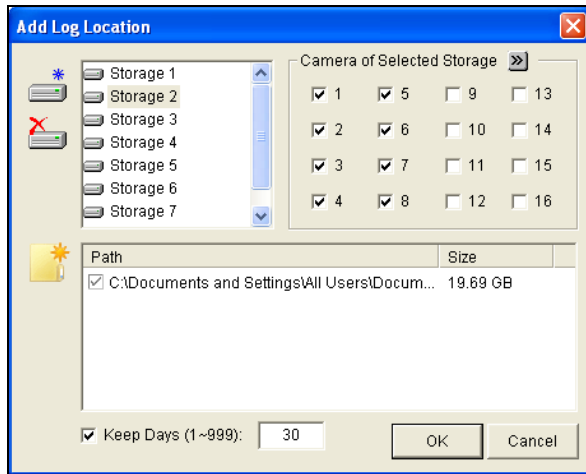 Add Log Location
Storage 1
Storage 2
Storage 3
Storage 4
Storage 5
Storage 6
Storage 7
Camera of Selected Storage
1 5 9 13
2 6 10 14
3 7 11 15
4 8 12 16
Path Size
C:\Documents and Settings\All Users\Docum... 19.69 GB
Keep Days (1~999): 30
OK Cancel